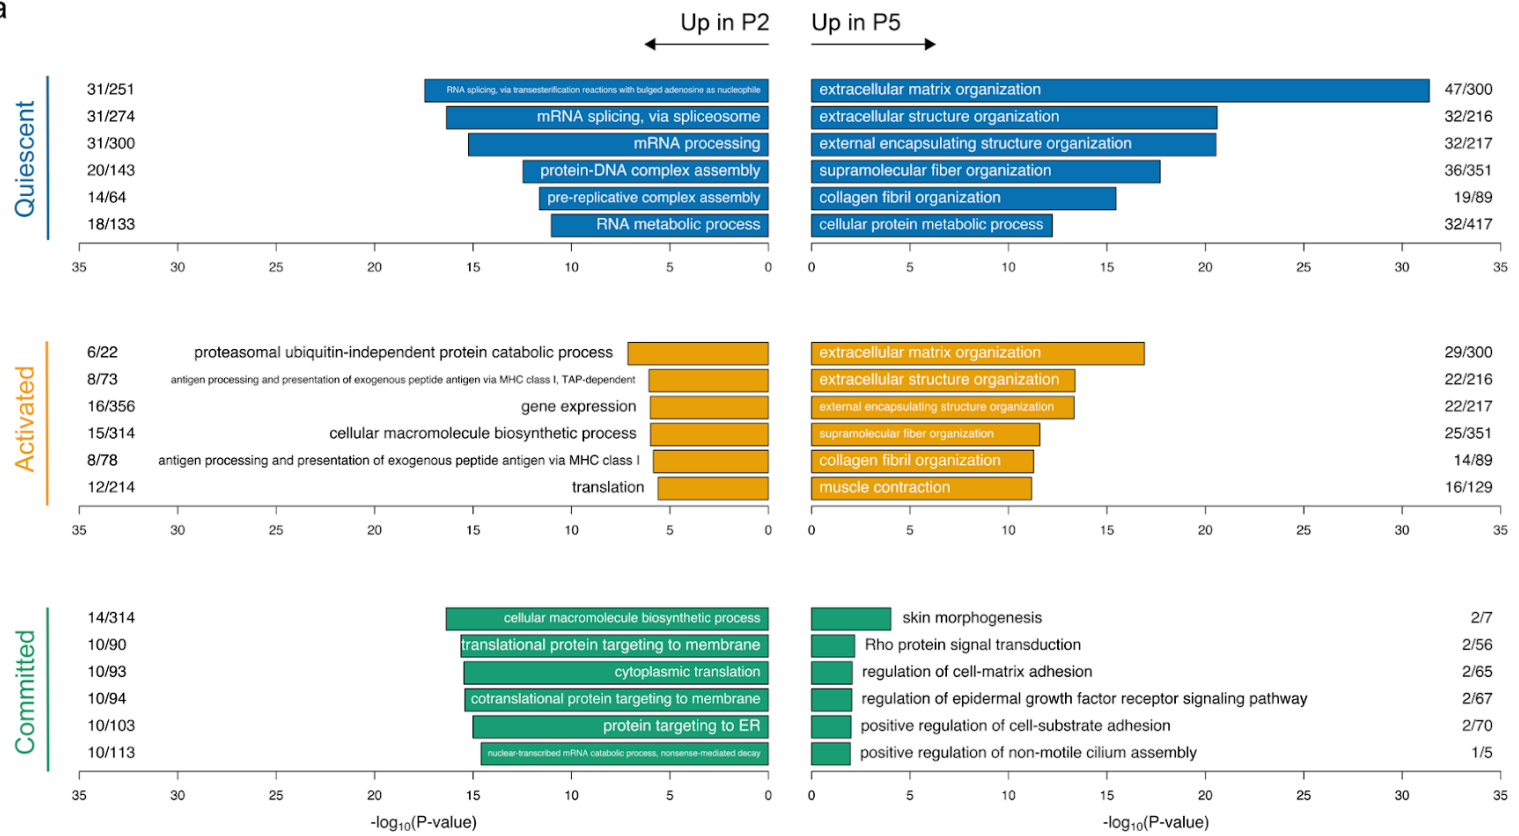 a
Up in P2 Up in P5
Quiescent
31/251 RNA splicing, via transesterification reactions with bulged adenosine as nucleophile extracellular matrix organization 47/300
31/274 mRNA splicing, via spliceosome extracellular structure organization 32/216
31/300 mRNA processing external encapsulating structure organization 32/217
20/143 protein-DNA complex assembly supramolecular fiber organization 36/351
14/64 pre-replicative complex assembly collagen fibril organization 19/89
18/133 RNA metabolic process cellular protein metabolic process 32/417
35 30 25 20 15 10 5 0 0 5 10 15 20 25 30 35
Activated
6/22 proteasomal ubiquitin-independent protein catabolic process extracellular matrix organization 29/300
8/73 antigen processing and presentation of exogenous peptide antigen via MHC class I, TAP-dependent extracellular structure organization 22/216
16/356 gene expression external encapsulating structure organization 22/217
15/314 cellular macromolecule biosynthetic process supramolecular fiber organization 25/351
8/78 antigen processing and presentation of exogenous peptide antigen via MHC class I collagen fibril organization 14/89
12/214 translation muscle contraction 16/129
35 30 25 20 15 10 5 0 0 5 10 15 20 25 30 35
Committed
14/314 cellular macromolecule biosynthetic process skin morphogenesis 2/7
10/90 translational protein targeting to membrane Rho protein signal transduction 2/56
10/93 cytoplasmic translation regulation of cell-matrix adhesion 2/65
10/94 cotranslational protein targeting to membrane regulation of epidermal growth factor receptor signaling pathway 2/67
10/103 protein targeting to ER positive regulation of cell-substrate adhesion 2/70
10/113 nuclear-transcribed mRNA catabolic process, nonsense-mediated decay positive regulation of non-motile cilium assembly 1/5
35 30 25 20 15 10 5 0 0 5 10 15 20 25 30 35
-log10(P-value) -log10(P-value)